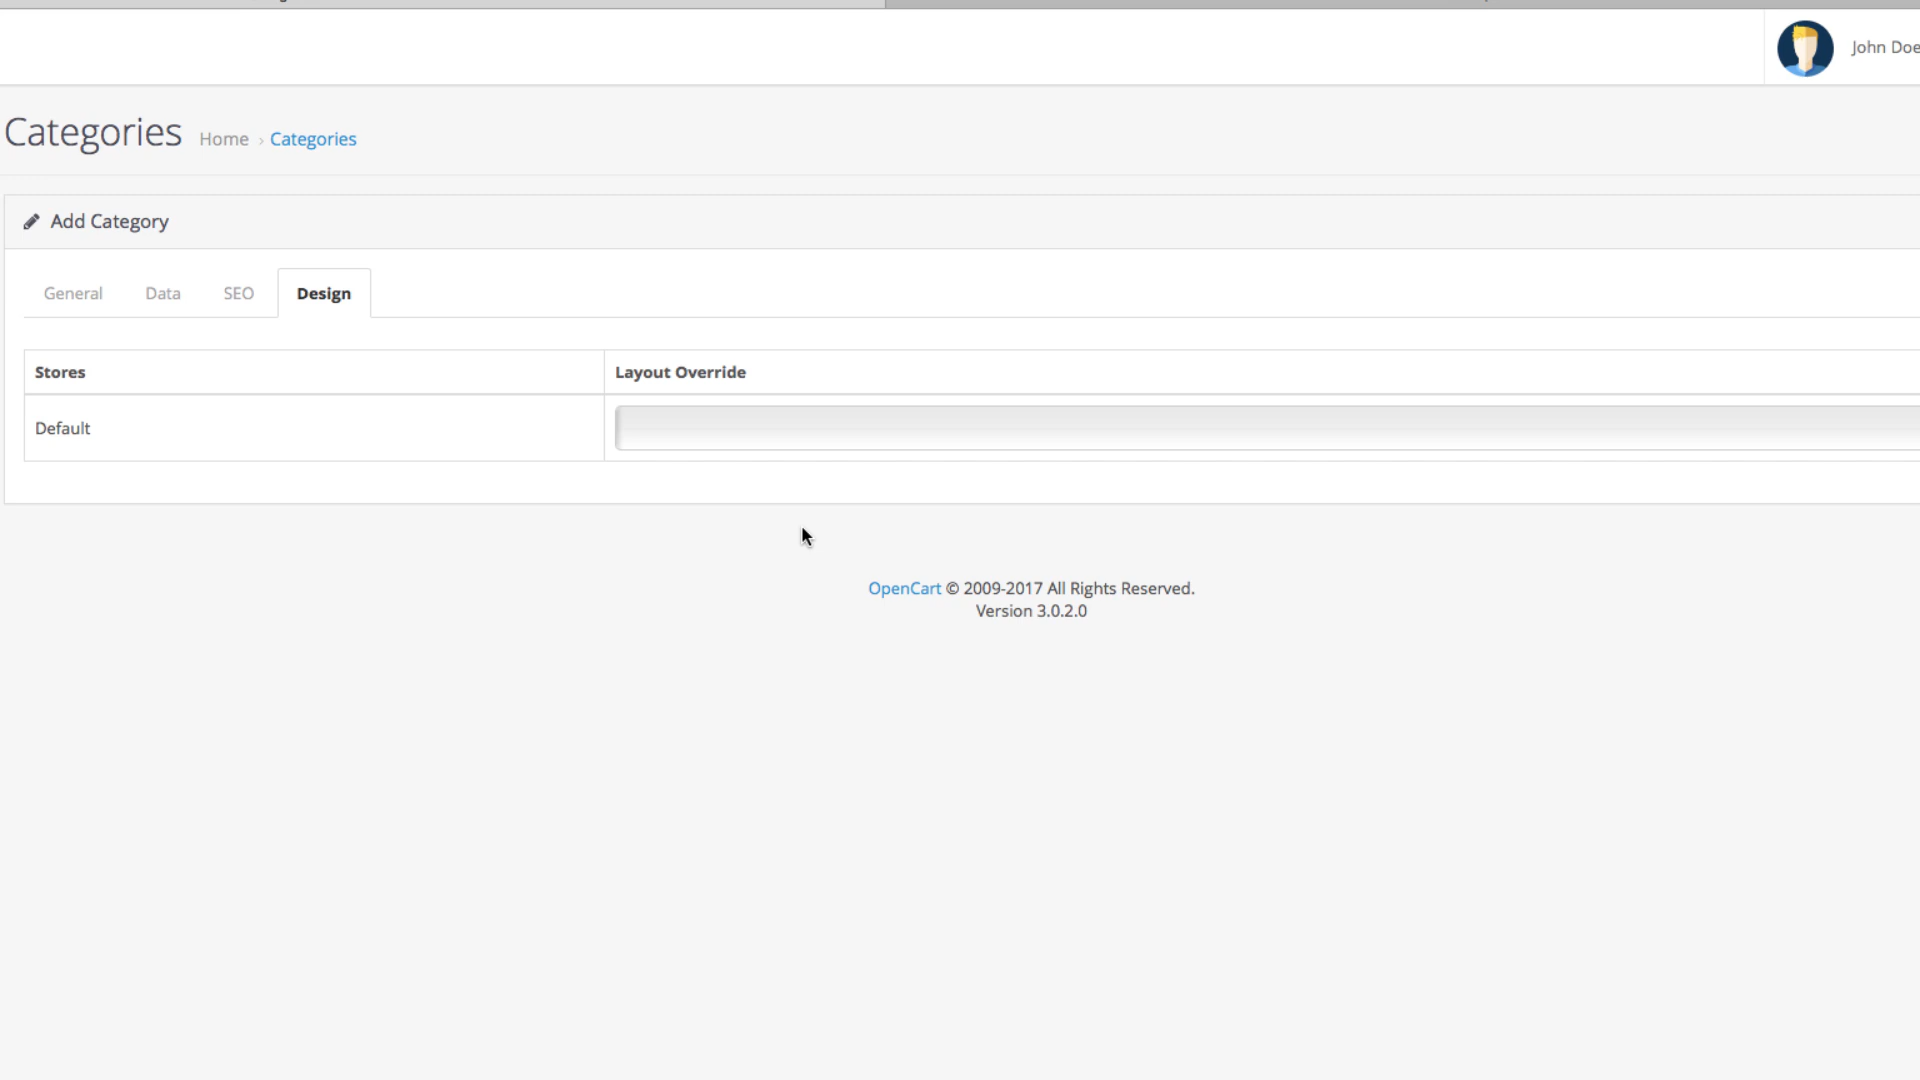 John Doe
Categories Home › Categories
Add Category
General Data SEO Design
Stores Layout Override
Default
OpenCart © 2009-2017 All Rights Reserved.
Version 3.0.2.0